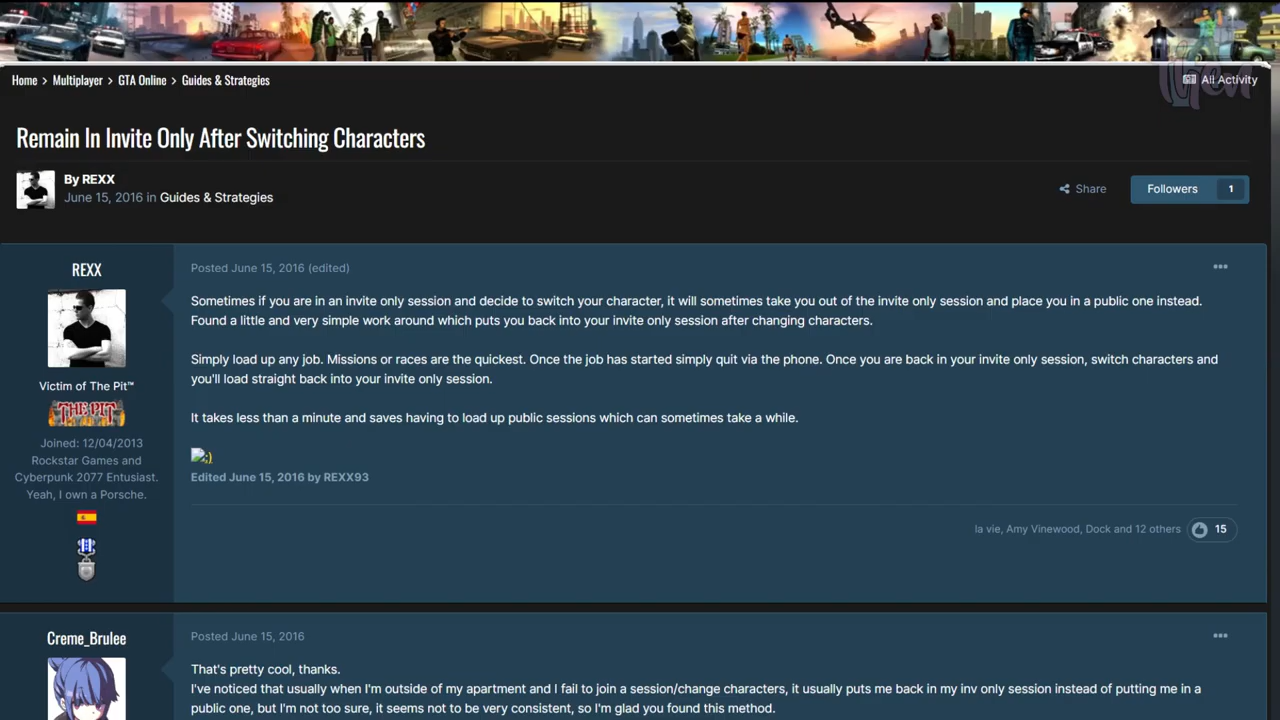 Home > Multiplayer > GTA Online > Guides & Strategies
All Activity
Remain In Invite Only After Switching Characters
By REXX
June 15, 2016 in Guides & Strategies
Share
Followers 1
REXX
Posted June 15, 2016 (edited)
Sometimes if you are in an invite only session and decide to switch your character, it will sometimes take you out of the invite only session and place you in a public one instead.
Found a little and very simple work around which puts you back into your invite only session after changing characters.
Simply load up any job. Missions or races are the quickest. Once the job has started simply quit via the phone. Once you are back in your invite only session, switch characters and
you'll load straight back into your invite only session.
It takes less than a minute and saves having to load up public sessions which can sometimes take a while.
;)
Edited June 15, 2016 by REXX93
Victim of The Pit™
THE PIT
Joined: 12/04/2013
Rockstar Games and
Cyberpunk 2077 Entusiast.
Yeah, I own a Porsche.
la vie, Amy Vinewood, Dock and 12 others
15
Creme_Brulee
Posted June 15, 2016
That's pretty cool, thanks.
I've noticed that usually when I'm outside of my apartment and I fail to join a session/change characters, it usually puts me back in my inv only session instead of putting me in a
public one, but I'm not too sure, it seems not to be very consistent, so I'm glad you found this method.